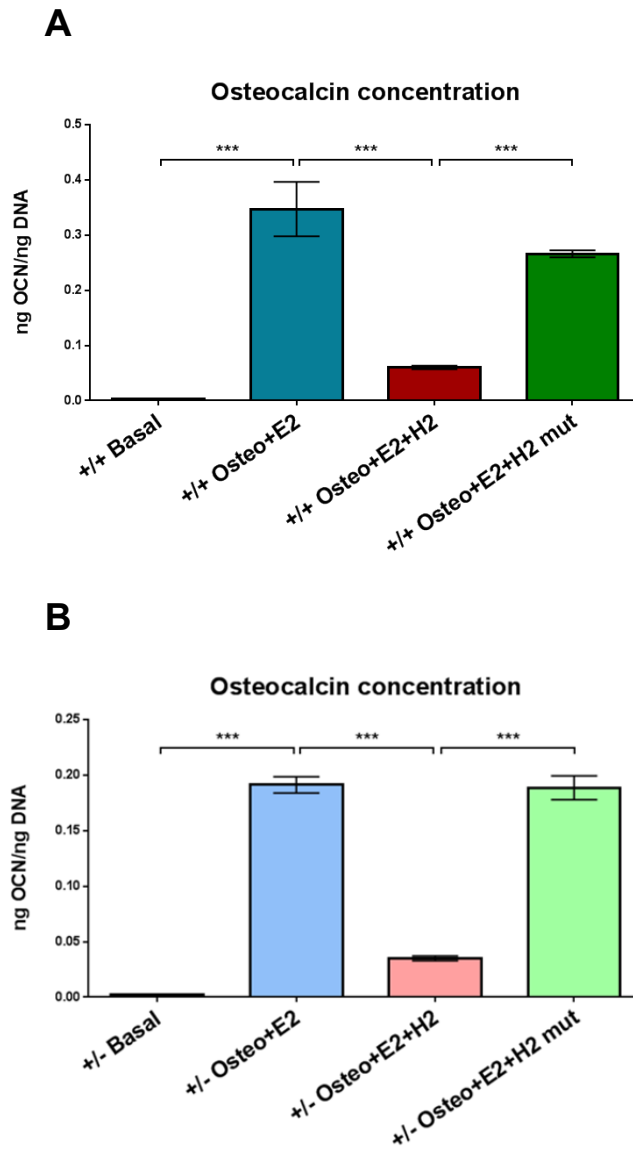 A
Osteocalcin concentration
ng OCN/ng DNA
0.5
0.4
0.3
0.2
0.1
0.0
*** *** ***
+/+ Basal
+/+ Osteo+E2
+/+ Osteo+E2+H2
+/+ Osteo+E2+H2 mut
B
Osteocalcin concentration
ng OCN/ng DNA
0.25
0.20
0.15
0.10
0.05
0.00
*** *** ***
+/- Basal
+/- Osteo+E2
+/- Osteo+E2+H2
+/- Osteo+E2+H2 mut